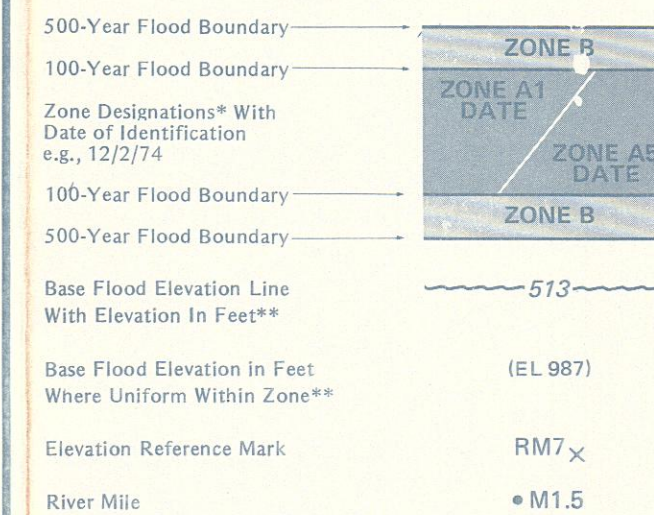 500-Year Flood Boundary
ZONE B
100-Year Flood Boundary
ZONE A1
DATE
Zone Designations* With
Date of Identification
e.g., 12/2/74
ZONE A5
DATE
100-Year Flood Boundary
ZONE B
500-Year Flood Boundary
Base Flood Elevation Line
With Elevation In Feet**
513
Base Flood Elevation in Feet
Where Uniform Within Zone**
(EL 987)
Elevation Reference Mark
RM7×
River Mile
•M1.5